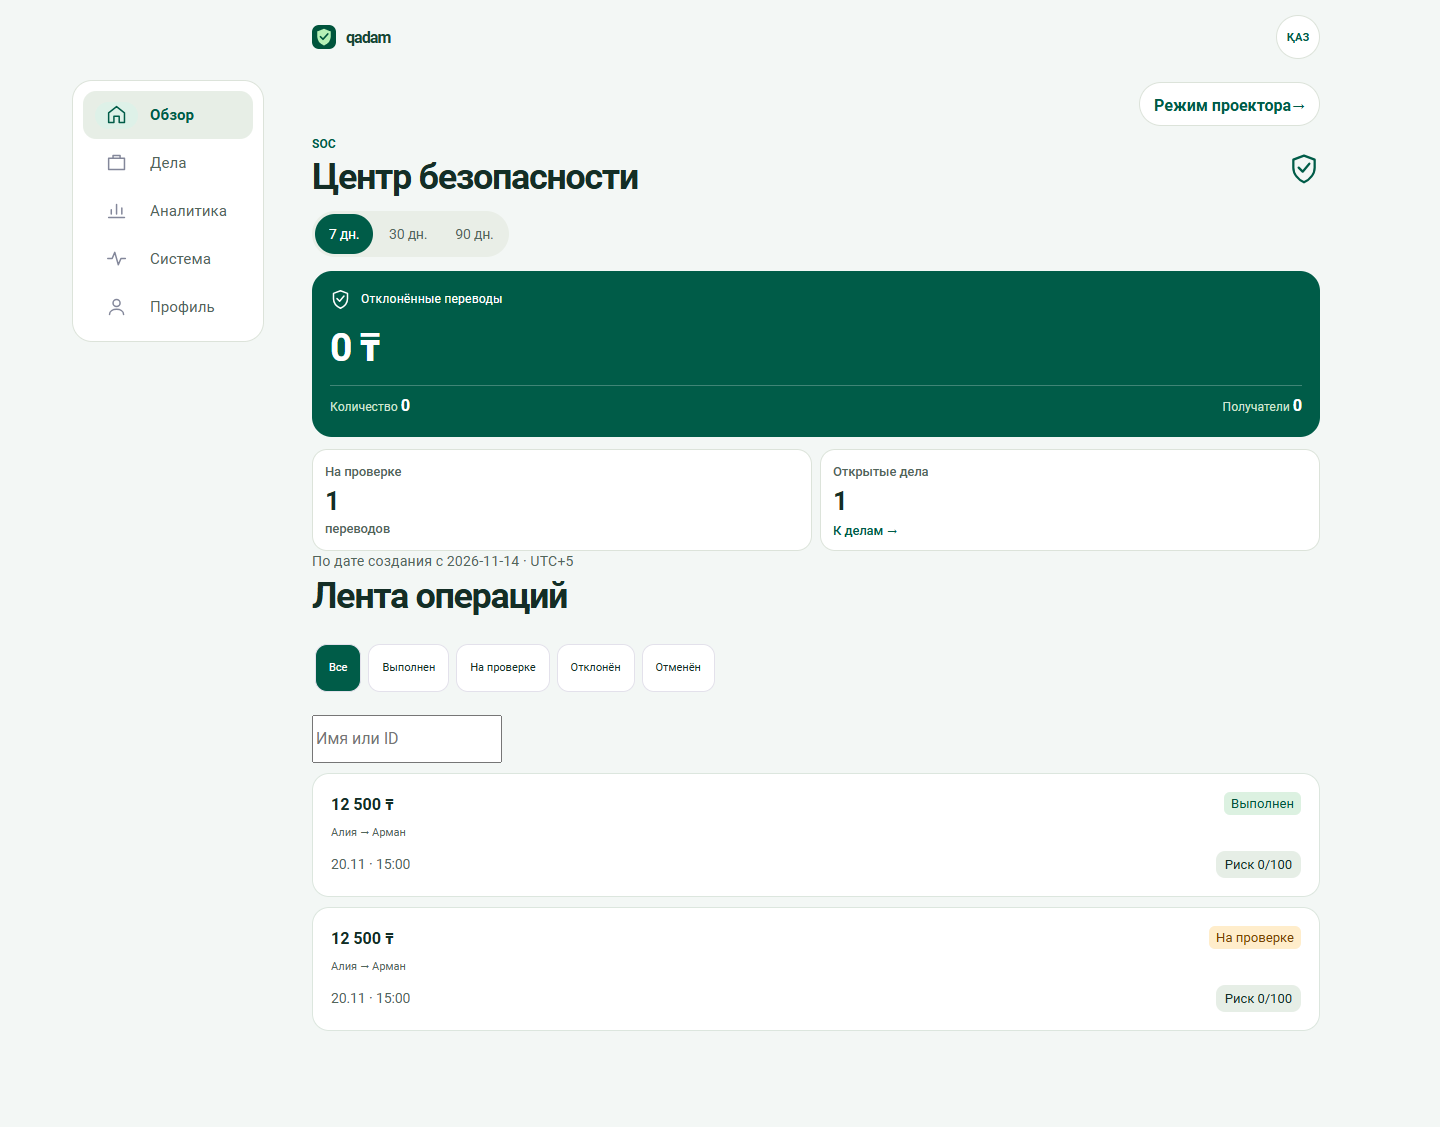 qadam
ҚАЗ
Обзор
Дела
Аналитика
Система
Профиль
Режим проектора→
SOC
Центр безопасности
7 дн.
30 дн.
90 дн.
Отклонённые переводы
0 ₸
Количество 0
Получатели 0
На проверке
1
переводов
Открытые дела
1
К делам →
По дате создания с 2026-11-14 · UTC+5
Лента операций
Все
Выполнен
На проверке
Отклонён
Отменён
Имя или ID
12 500 ₸
Выполнен
Алия → Арман
20.11 · 15:00
Риск 0/100
12 500 ₸
На проверке
Алия → Арман
20.11 · 15:00
Риск 0/100